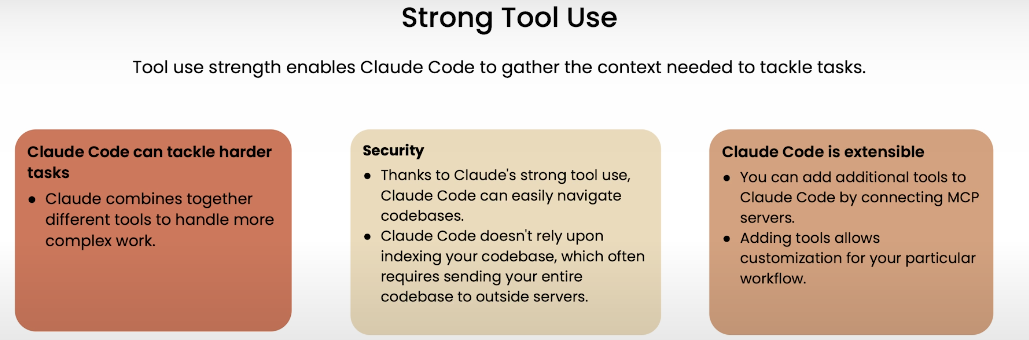 Strong Tool Use
Tool use strength enables Claude Code to gather the context needed to tackle tasks.
Claude Code can tackle harder
tasks
● Claude combines together
different tools to handle more
complex work.
Security
● Thanks to Claude's strong tool use,
Claude Code can easily navigate
codebases.
● Claude Code doesn't rely upon
indexing your codebase, which often
requires sending your entire
codebase to outside servers.
Claude Code is extensible
● You can add additional tools to
Claude Code by connecting MCP
servers.
● Adding tools allows
customization for your particular
workflow.